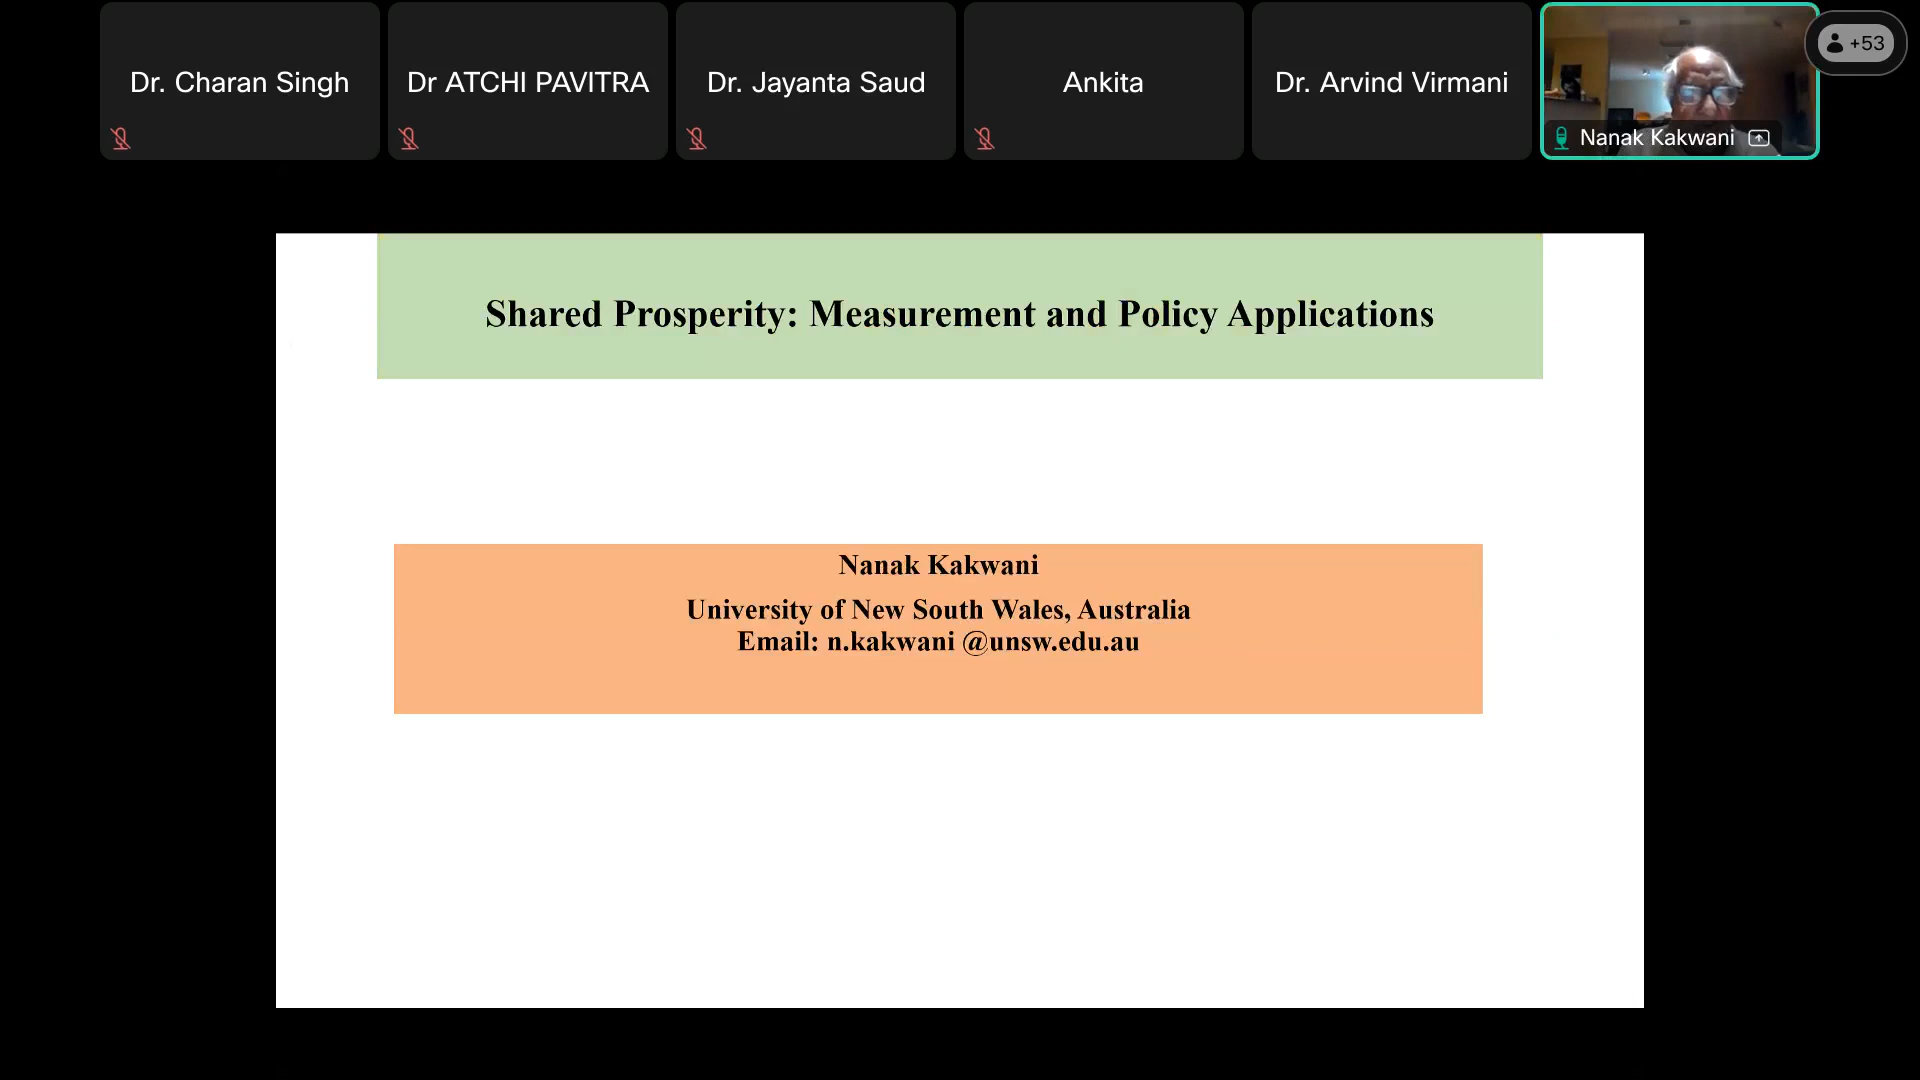 Dr. Charan Singh
Dr ATCHI PAVITRA
Dr. Jayanta Saud
Ankita
Dr. Arvind Virmani
Nanak Kakwani
+53
Shared Prosperity: Measurement and Policy Applications
Nanak Kakwani
University of New South Wales, Australia
Email: n.kakwani @unsw.edu.au